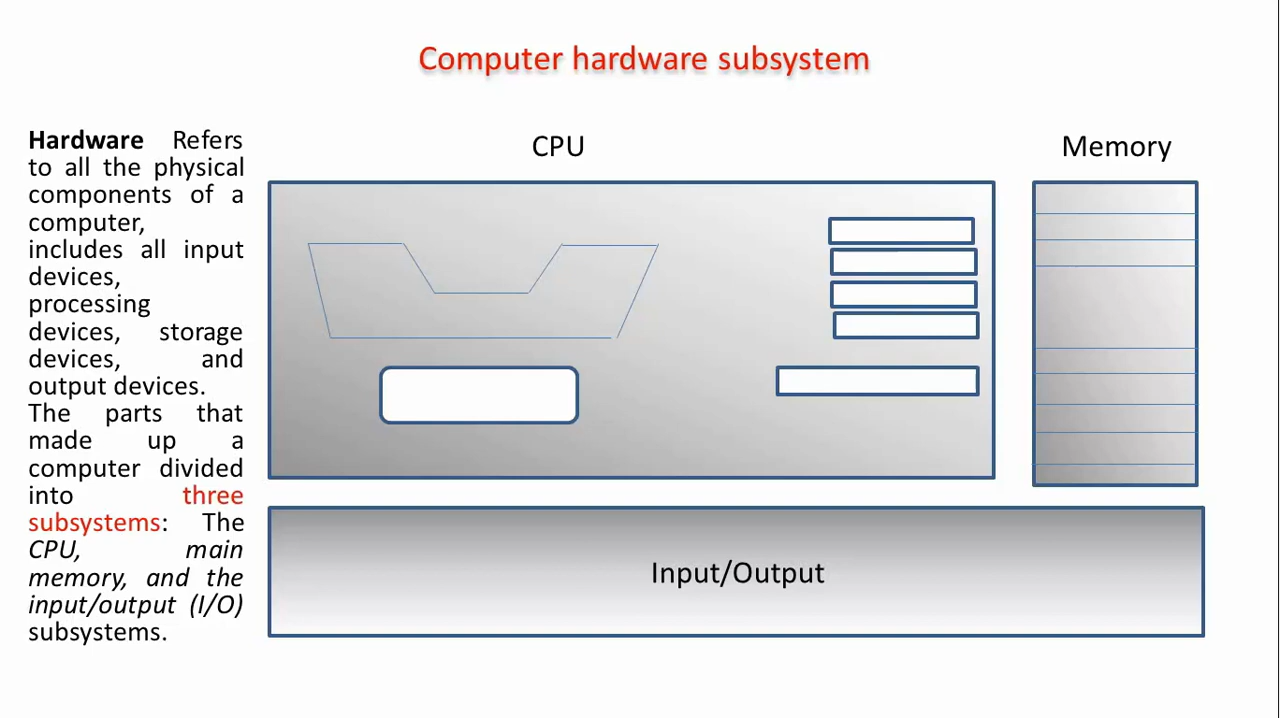 Computer hardware subsystem
Hardware Refers
to all the physical
components of a
computer,
includes all input
devices,
processing
devices, storage
devices, and
output devices.
The parts that
made up a
computer divided
into three
subsystems: The
CPU, main
memory, and the
input/output (I/O)
subsystems.
CPU
Memory
Input/Output